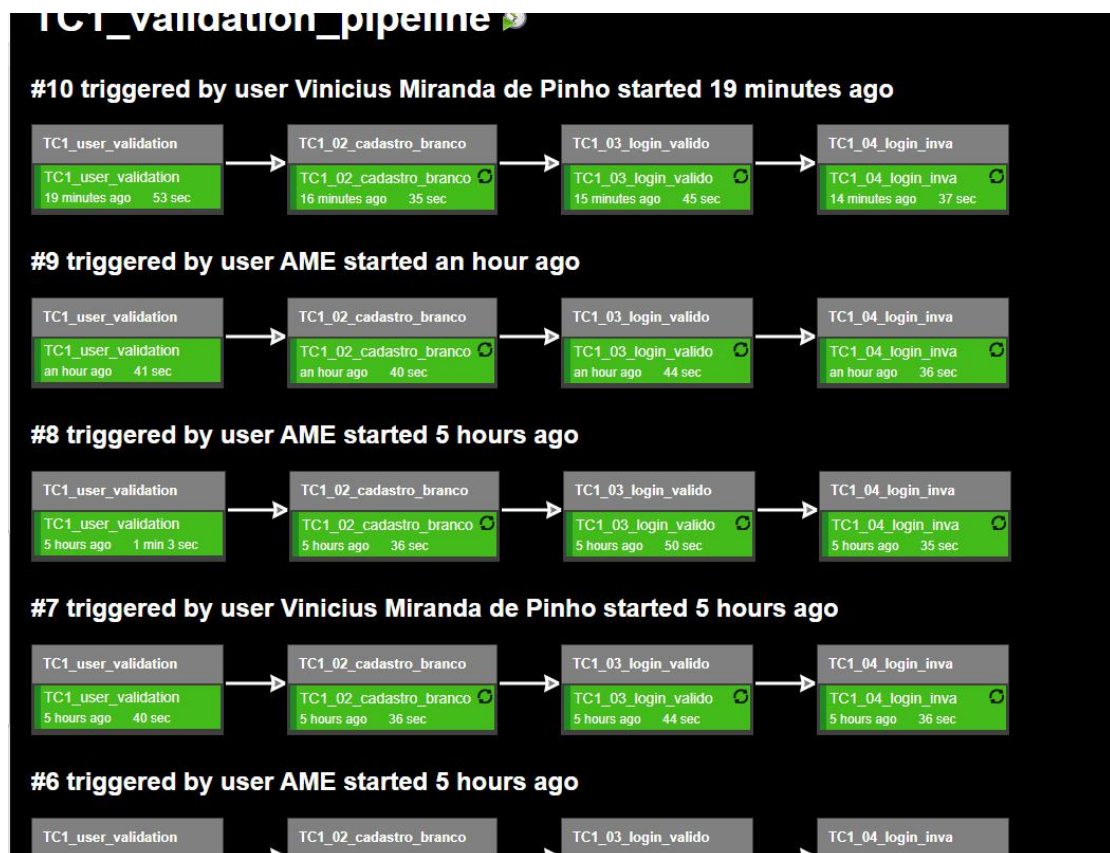 TC1_validation_pipeline
#10 triggered by user Vinicius Miranda de Pinho started 19 minutes ago
TC1_user_validation TC1_02_cadastro_branco TC1_03_login_valido TC1_04_login_inva
TC1_user_validation TC1_02_cadastro_branco TC1_03_login_valido TC1_04_login_inva
19 minutes ago 53 sec 16 minutes ago 35 sec 15 minutes ago 45 sec 14 minutes ago 37 sec
#9 triggered by user AME started an hour ago
TC1_user_validation TC1_02_cadastro_branco TC1_03_login_valido TC1_04_login_inva
TC1_user_validation TC1_02_cadastro_branco TC1_03_login_valido TC1_04_login_inva
an hour ago 41 sec an hour ago 40 sec an hour ago 44 sec an hour ago 36 sec
#8 triggered by user AME started 5 hours ago
TC1_user_validation TC1_02_cadastro_branco TC1_03_login_valido TC1_04_login_inva
TC1_user_validation TC1_02_cadastro_branco TC1_03_login_valido TC1_04_login_inva
5 hours ago 1 min 3 sec 5 hours ago 36 sec 5 hours ago 50 sec 5 hours ago 35 sec
#7 triggered by user Vinicius Miranda de Pinho started 5 hours ago
TC1_user_validation TC1_02_cadastro_branco TC1_03_login_valido TC1_04_login_inva
TC1_user_validation TC1_02_cadastro_branco TC1_03_login_valido TC1_04_login_inva
5 hours ago 40 sec 5 hours ago 36 sec 5 hours ago 44 sec 5 hours ago 36 sec
#6 triggered by user AME started 5 hours ago
TC1_user_validation TC1_02_cadastro_branco TC1_03_login_valido TC1_04_login_inva